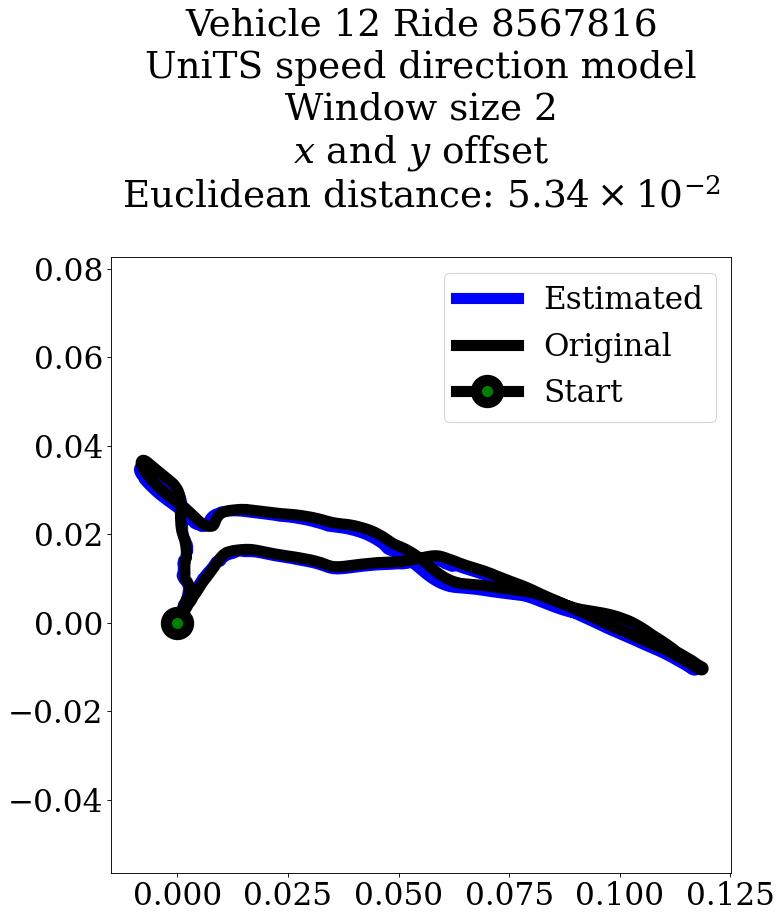 Vehicle 12 Ride 8567816
UniTS speed direction model
Window size 2
x and y offset
Euclidean distance: 5.34 × 10⁻²
Estimated
Original
Start
0.08
0.06
0.04
0.02
0.00
−0.02
−0.04
0.000 0.025 0.050 0.075 0.100 0.125